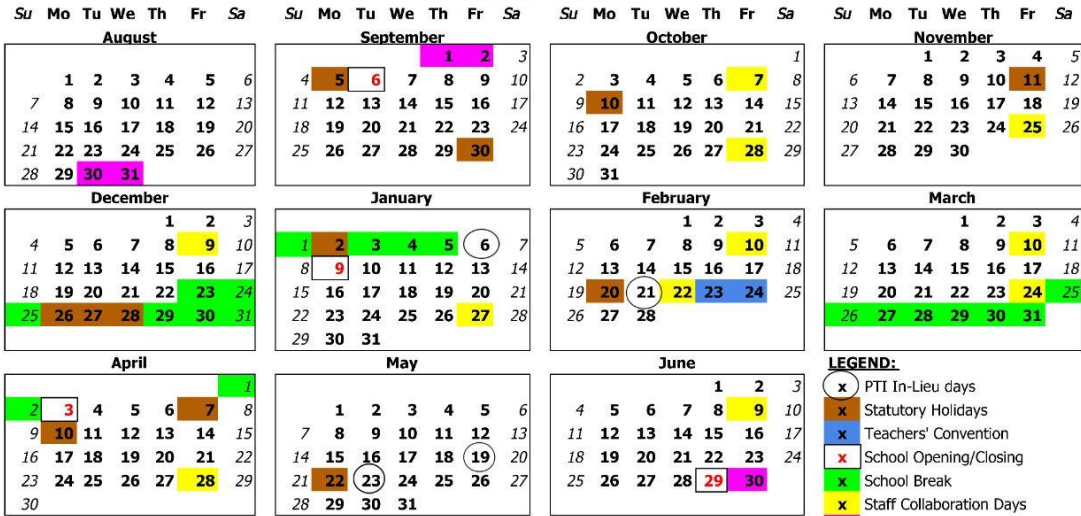 Su Mo Tu We Th Fr Sa
August
1 2 3 4 5 6
7 8 9 10 11 12 13
14 15 16 17 18 19 20
21 22 23 24 25 26 27
28 29 30 31
Su Mo Tu We Th Fr Sa
September
1 2 3
4 5 6 7 8 9 10
11 12 13 14 15 16 17
18 19 20 21 22 23 24
25 26 27 28 29 30
Su Mo Tu We Th Fr Sa
October
1
2 3 4 5 6 7 8
9 10 11 12 13 14 15
16 17 18 19 20 21 22
23 24 25 26 27 28 29
30 31
Su Mo Tu We Th Fr Sa
November
1 2 3 4 5
6 7 8 9 10 11 12
13 14 15 16 17 18 19
20 21 22 23 24 25 26
27 28 29 30
December
1 2 3
4 5 6 7 8 9 10
11 12 13 14 15 16 17
18 19 20 21 22 23 24
25 26 27 28 29 30 31
January
1 2 3 4 5 6 7
8 9 10 11 12 13 14
15 16 17 18 19 20 21
22 23 24 25 26 27 28
29 30 31
February
1 2 3 4
5 6 7 8 9 10 11
12 13 14 15 16 17 18
19 20 21 22 23 24 25
26 27 28
March
1 2 3 4
5 6 7 8 9 10 11
12 13 14 15 16 17 18
19 20 21 22 23 24 25
26 27 28 29 30 31
April
1
2 3 4 5 6 7 8
9 10 11 12 13 14 15
16 17 18 19 20 21 22
23 24 25 26 27 28 29
30
May
1 2 3 4 5 6
7 8 9 10 11 12 13
14 15 16 17 18 19 20
21 22 23 24 25 26 27
28 29 30 31
June
1 2 3
4 5 6 7 8 9 10
11 12 13 14 15 16 17
18 19 20 21 22 23 24
25 26 27 28 29 30
LEGEND:
x PTI In-Lieu days
x Statutory Holidays
x Teachers' Convention
x School Opening/Closing
x School Break
x Staff Collaboration Days